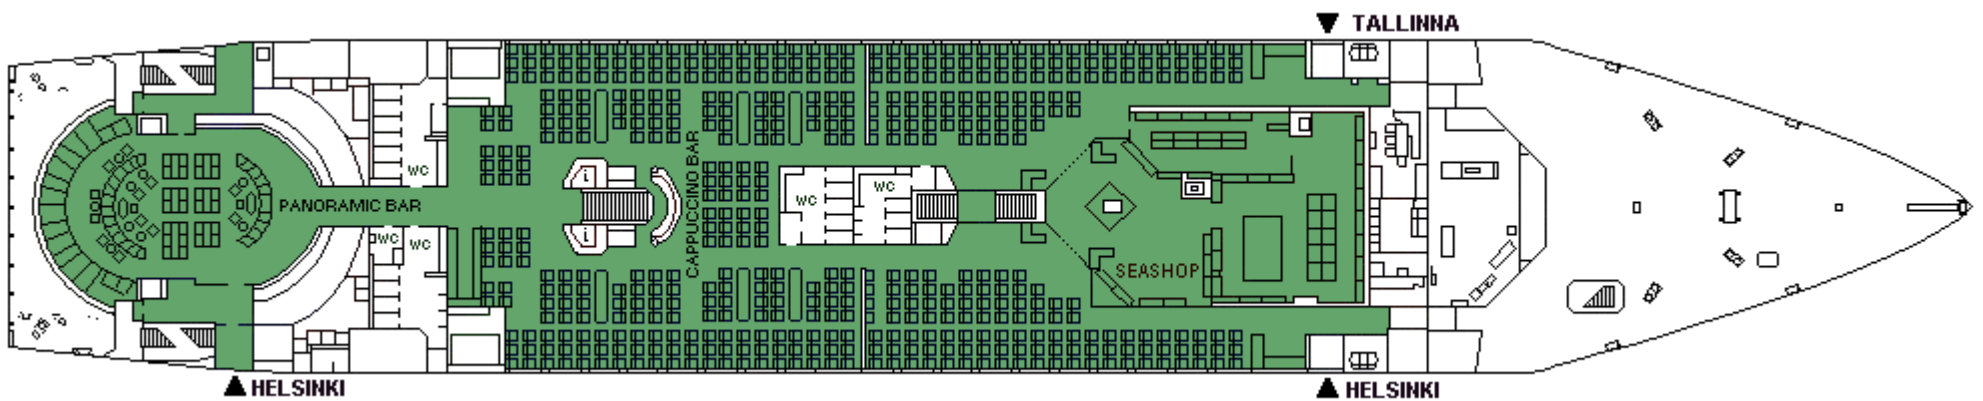 TALLINNA
WC
PANORAMIC BAR
WC
WC
i
i
CAPPUCCINO BAR
WC
WC
SEASHOP
HELSINKI
HELSINKI